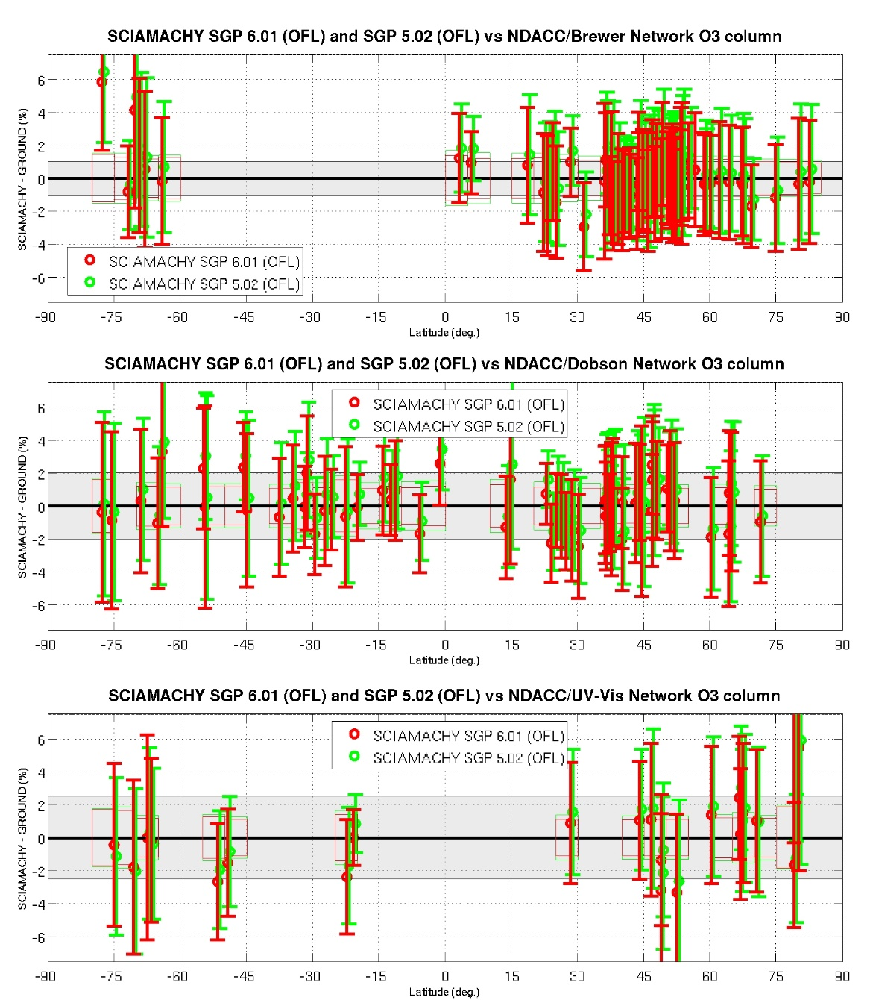 SCIAMACHY SGP 6.01 (OFL) and SGP 5.02 (OFL) vs NDACC/Brewer Network O3 column
SCIAMACHY - GROUND (%)
6
4
2
0
-2
-4
-6
SCIAMACHY SGP 6.01 (OFL)
SCIAMACHY SGP 5.02 (OFL)
-90 -75 -60 -45 -30 -15 0 15 30 45 60 75 90
Latitude (deg.)
SCIAMACHY SGP 6.01 (OFL) and SGP 5.02 (OFL) vs NDACC/Dobson Network O3 column
SCIAMACHY - GROUND (%)
6
4
2
0
-2
-4
-6
SCIAMACHY SGP 6.01 (OFL)
SCIAMACHY SGP 5.02 (OFL)
-90 -75 -60 -45 -30 -15 0 15 30 45 60 75 90
Latitude (deg.)
SCIAMACHY SGP 6.01 (OFL) and SGP 5.02 (OFL) vs NDACC/UV-Vis Network O3 column
SCIAMACHY - GROUND (%)
6
4
2
0
-2
-4
-6
SCIAMACHY SGP 6.01 (OFL)
SCIAMACHY SGP 5.02 (OFL)
-90 -75 -60 -45 -30 -15 0 15 30 45 60 75 90
Latitude (deg.)